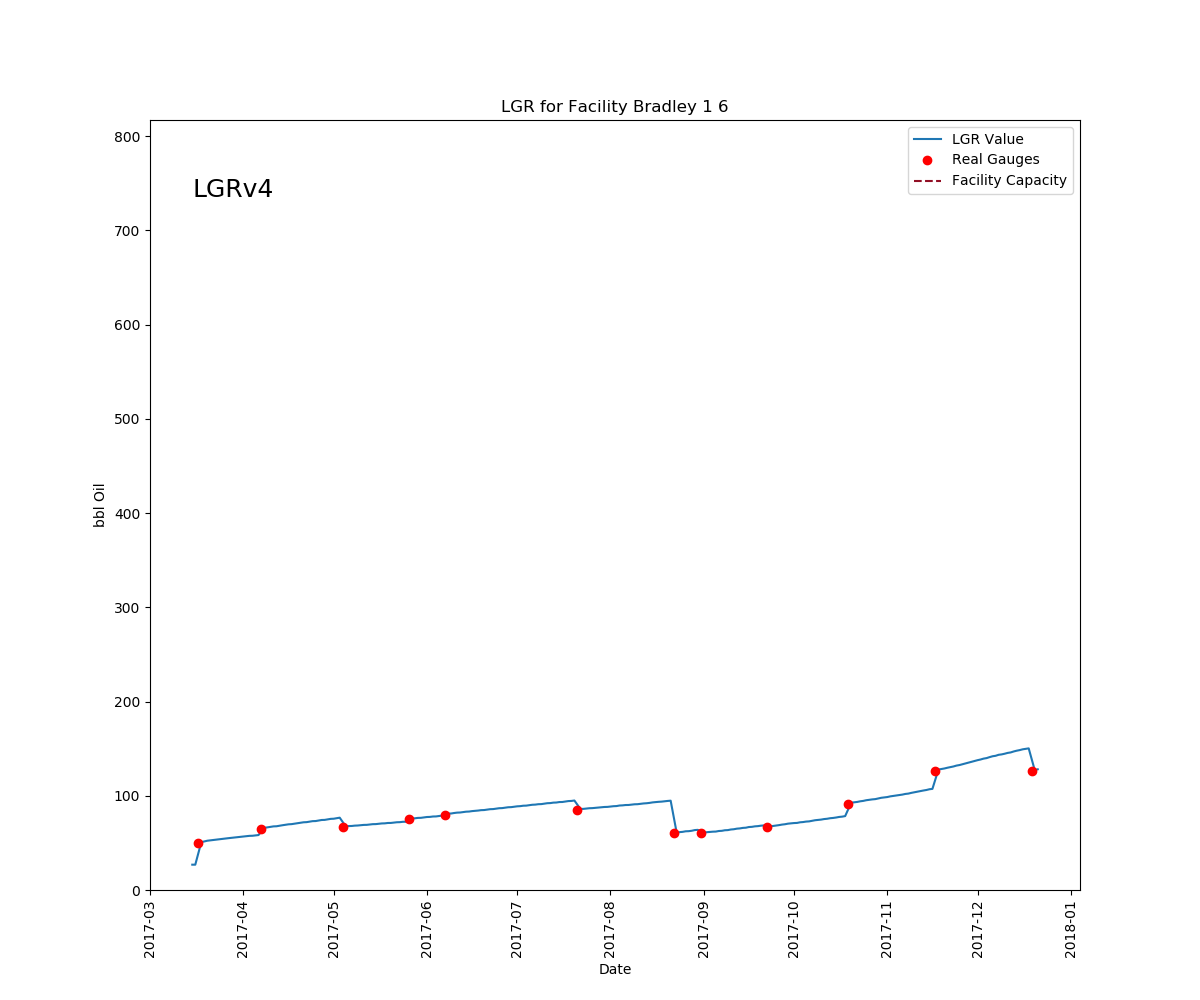 LGR for Facility Bradley 1 6
LGRv4
LGR Value
Real Gauges
Facility Capacity
800
700
600
500
400
300
200
100
0
bbl Oil
2017-03
2017-04
2017-05
2017-06
2017-07
2017-08
2017-09
2017-10
2017-11
2017-12
2018-01
Date